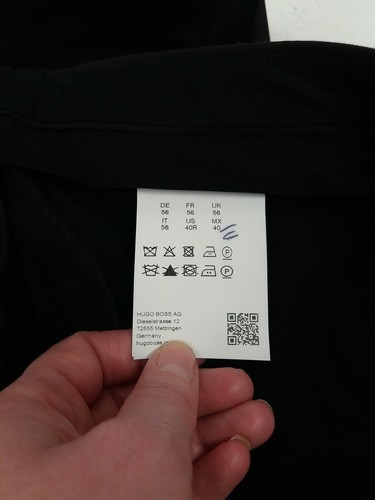 DE FR UK
56 56 56
IT US MX
56 40R 40
P
P
HUGO BOSS AG
Dieselstrasse 12
72555 Metzingen
Germany
hugoboss.c